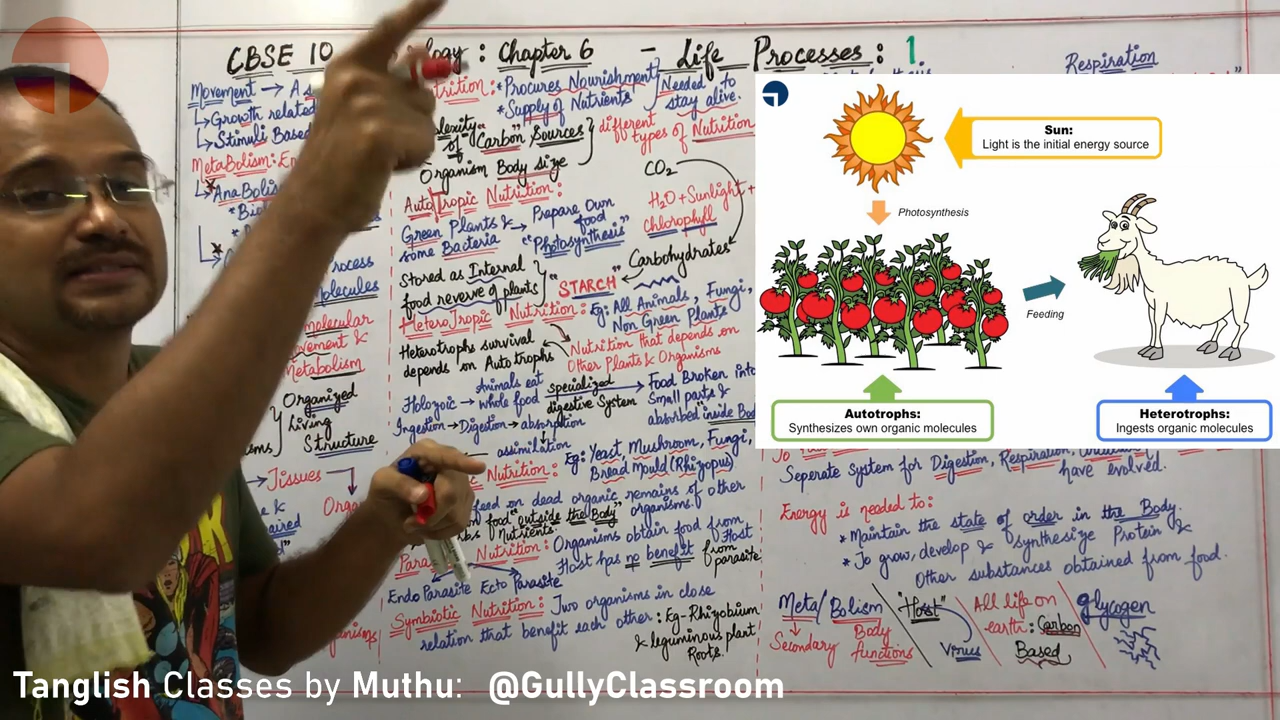 CBSE 10 : Chapter 6 - Life Processes : 1.
Movement → A
↳ Growth related
↳ Stimuli Based
MetaBolism:
process
molecules
Movement &
Metabolism
Organized
Living
Structure
→ Tissues
: * Procures Nourishment
* Supply of Nutrients
Needed to
stay alive.
of "Carbon" Sources
Organism Body size
different
types of Nutrition
AutoTropic Nutrition:
Green Plants &
some Bacteria
→ Prepare Own
food
"Photosynthesis"
CO₂
H₂O + Sunlight +
Chlorophyll
Carbohydrates
Stored as Internal
food reverve of plants
"STARCH"
HeteroTropic Nutrition:
Eg: All Animals, Fungi,
Non Green Plants
Heterotrophs survival
depends on Autotrophs
Nutrition that depends on
Other Plants & Organisms
Holozoic →
Animals eat
whole food
specialized
digestive System
Food Broken into
Small parts &
absorbed "inside
Ingestion → Digestion → absorption
assimilation
Nutrition:
Eg: Yeast, Mushroom, Fungi,
Bread Mould (Rhizopus)
feed on dead organic remains of other
organisms.
food "outside the Body"
Nutrients.
Nutrition: Organisms obtain food from
Host
Host has no benefit from
parasite
Endo Parasite Ecto Parasite
Symbiotic Nutrition: Two organisms in close
relation that benefit each other : Eg - Rhizobium
& leguminous plant
Roots.
Respiration
Sun:
Light is the initial energy source
Photosynthesis
Feeding
Autotrophs:
Synthesizes own organic molecules
Heterotrophs:
Ingests organic molecules
Seperate System for Digestion, Respiration,
have evolved.
Energy is needed to:
* Maintain the state of order in the Body.
* To grow, develop & synthesize Protein &
Other substances obtained from food.
Meta/Bolism
Secondary
Body
functions
"Host"
Virus
All life on
earth : Carbon
Based
glycogen
Tanglish Classes by Muthu: @GullyClassroom